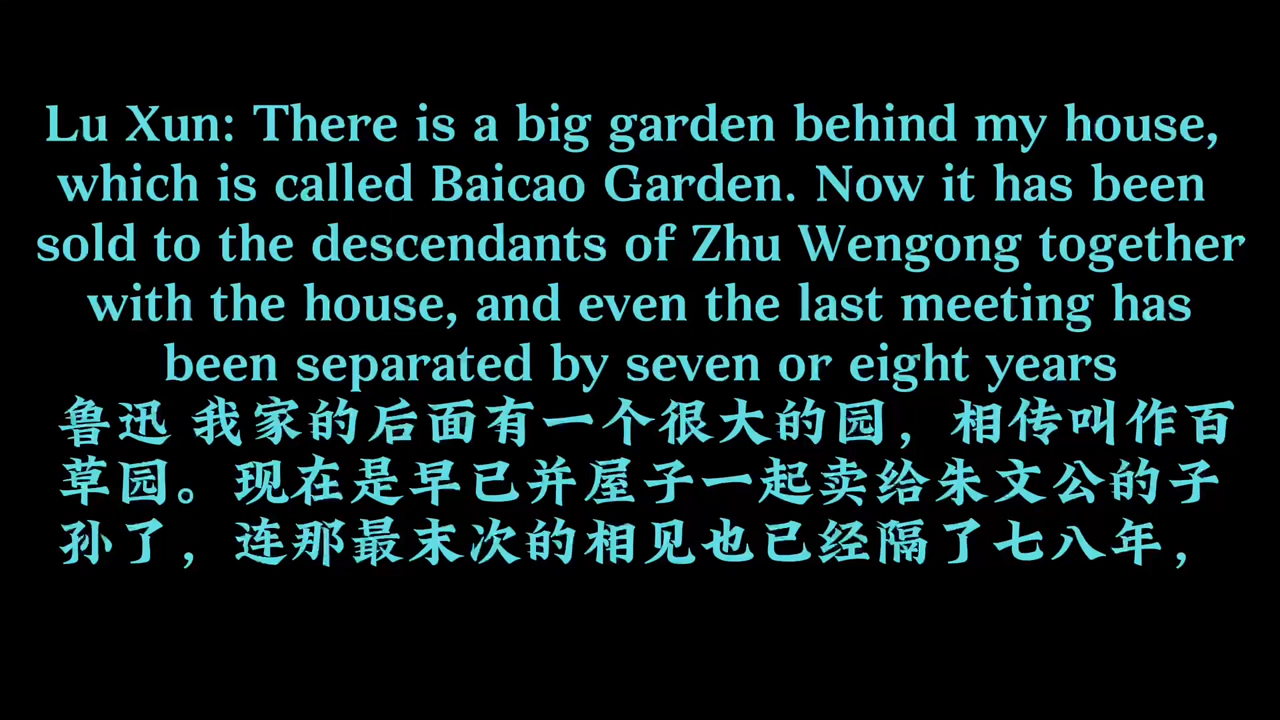 Lu Xun: There is a big garden behind my house,
which is called Baicao Garden. Now it has been
sold to the descendants of Zhu Wengong together
with the house, and even the last meeting has
been separated by seven or eight years
鲁迅 我家的后面有一个很大的园，相传叫作百
草园。现在是早已并屋子一起卖给朱文公的子
孙了，连那最末次的相见也已经隔了七八年，